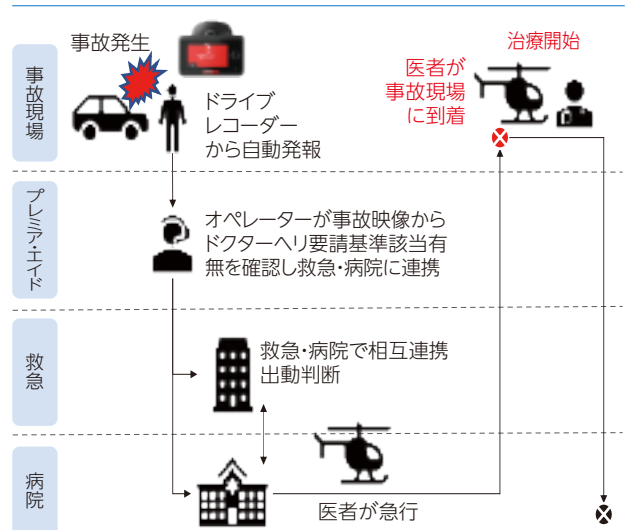 事故現場
事故発生
ドライブ
レコーダー
から自動発報
医者が
事故現場
に到着
治療開始
プレミア・エイド
オペレーターが事故映像から
ドクターヘリ要請基準該当有
無を確認し救急・病院に連携
救急
救急・病院で相互連携
出動判断
病院
医者が急行